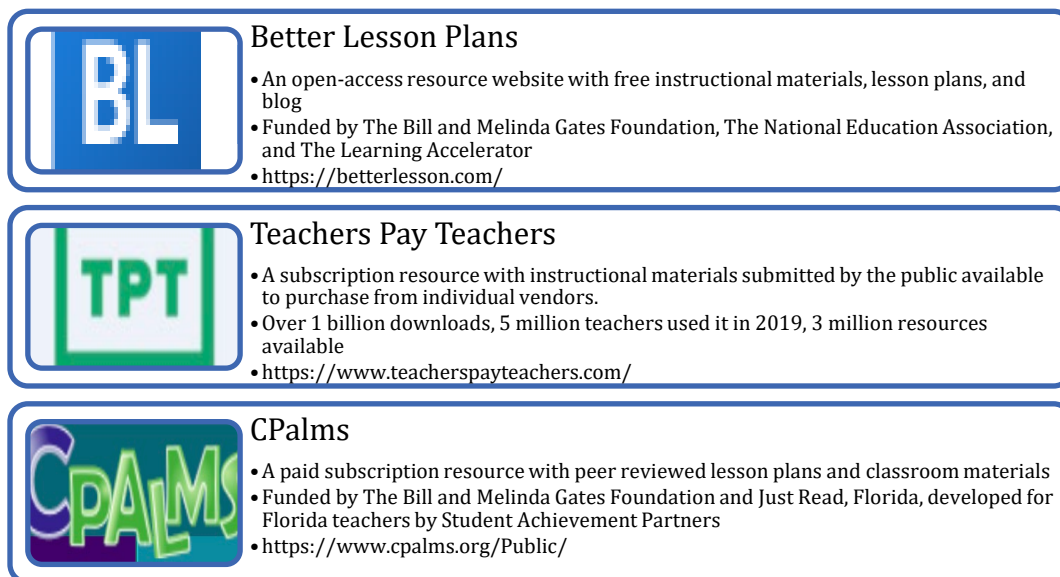 BL
Better Lesson Plans
•An open-access resource website with free instructional materials, lesson plans, and
blog
•Funded by The Bill and Melinda Gates Foundation, The National Education Association,
and The Learning Accelerator
•https://betterlesson.com/
TPT
Teachers Pay Teachers
•A subscription resource with instructional materials submitted by the public available
to purchase from individual vendors.
•Over 1 billion downloads, 5 million teachers used it in 2019, 3 million resources
available
•https://www.teacherspayteachers.com/
CPALMS
CPalms
•A paid subscription resource with peer reviewed lesson plans and classroom materials
•Funded by The Bill and Melinda Gates Foundation and Just Read, Florida, developed for
Florida teachers by Student Achievement Partners
•https://www.cpalms.org/Public/